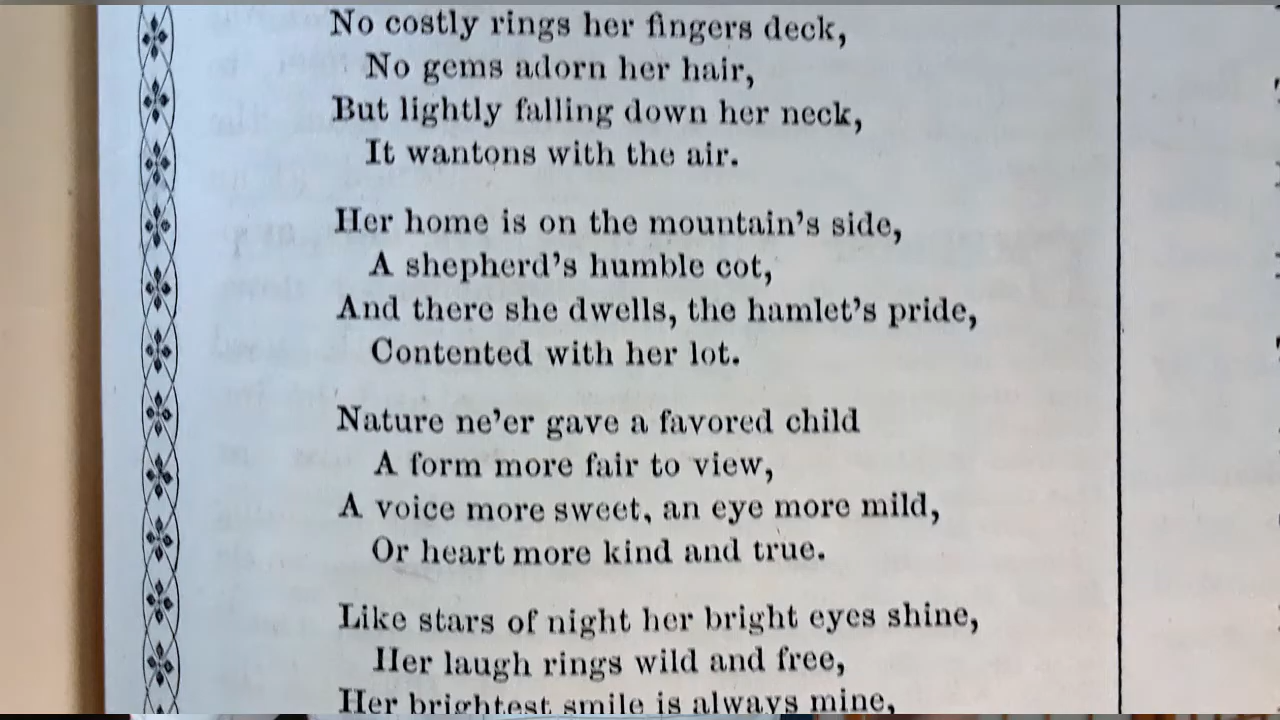 No costly rings her fingers deck,
No gems adorn her hair,
But lightly falling down her neck,
It wantons with the air.
Her home is on the mountain's side,
A shepherd's humble cot,
And there she dwells, the hamlet's pride,
Contented with her lot.
Nature ne'er gave a favored child
A form more fair to view,
A voice more sweet, an eye more mild,
Or heart more kind and true.
Like stars of night her bright eyes shine,
Her laugh rings wild and free,
Her brightest smile is always mine,